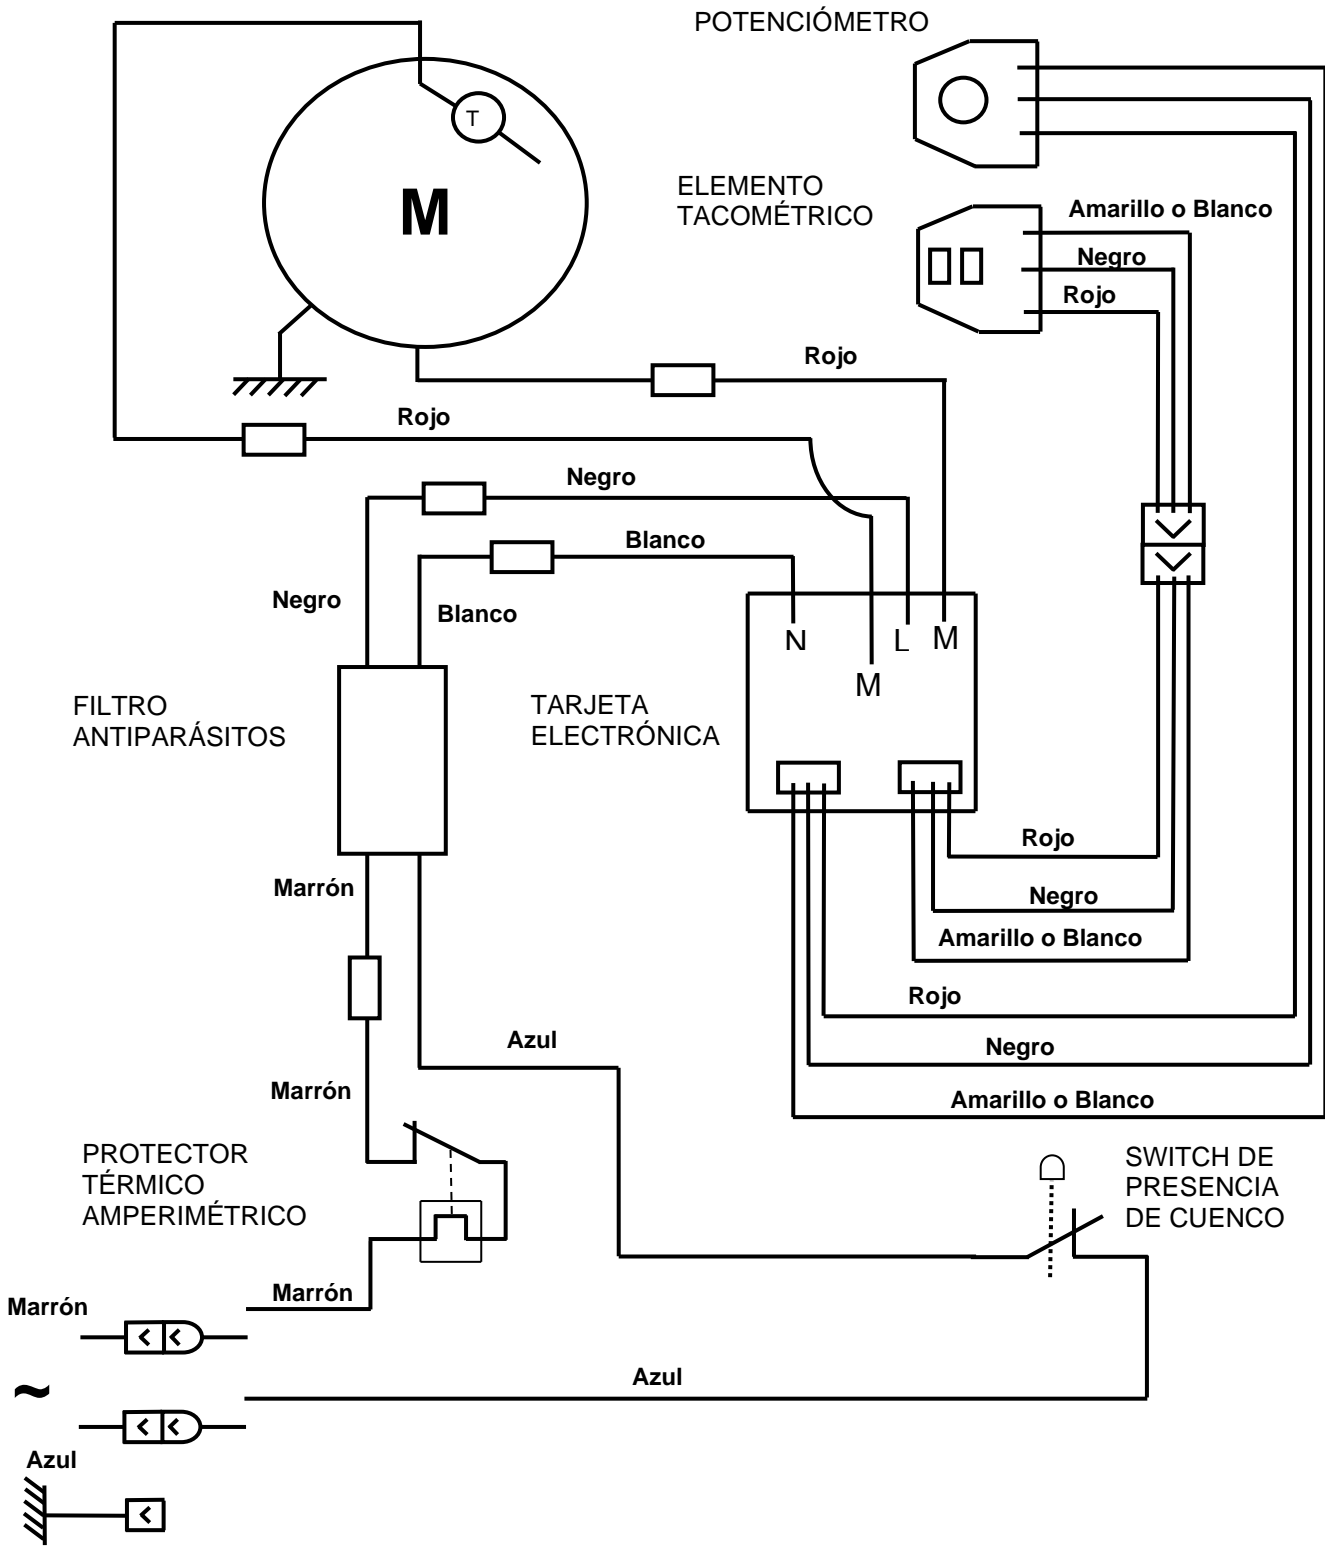 POTENCIÓMETRO
T
M
ELEMENTO
TACOMÉTRICO
Amarillo o Blanco
Negro
Rojo
Rojo
Rojo
Negro
Blanco
Negro
Blanco
N
L
M
M
FILTRO
ANTIPARÁSITOS
TARJETA
ELECTRÓNICA
Rojo
Marrón
Negro
Amarillo o Blanco
Rojo
Azul
Negro
Marrón
Amarillo o Blanco
PROTECTOR
TÉRMICO
AMPERIMÉTRICO
SWITCH DE
PRESENCIA
DE CUENCO
Marrón
Marrón
Azul
~
Azul